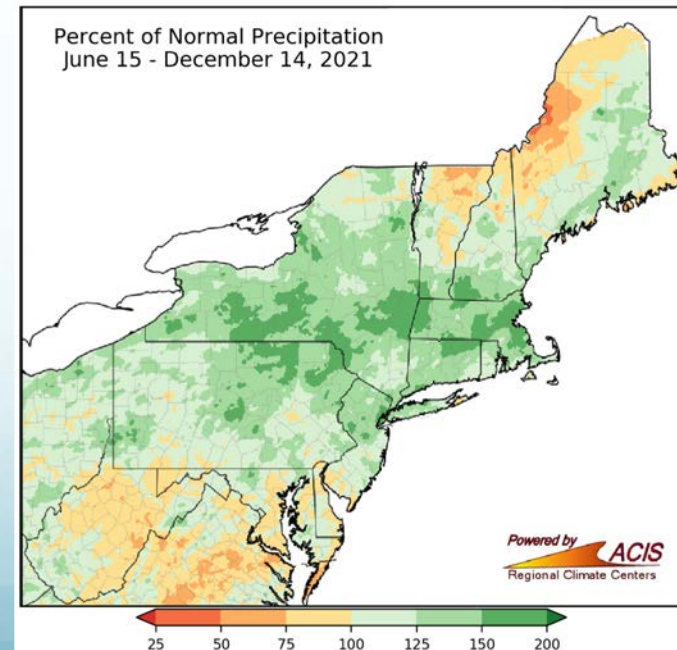 Percent of Normal Precipitation
June 15 - December 14, 2021
Powered by
ACIS
Regional Climate Centers
25 50 75 100 125 150 200